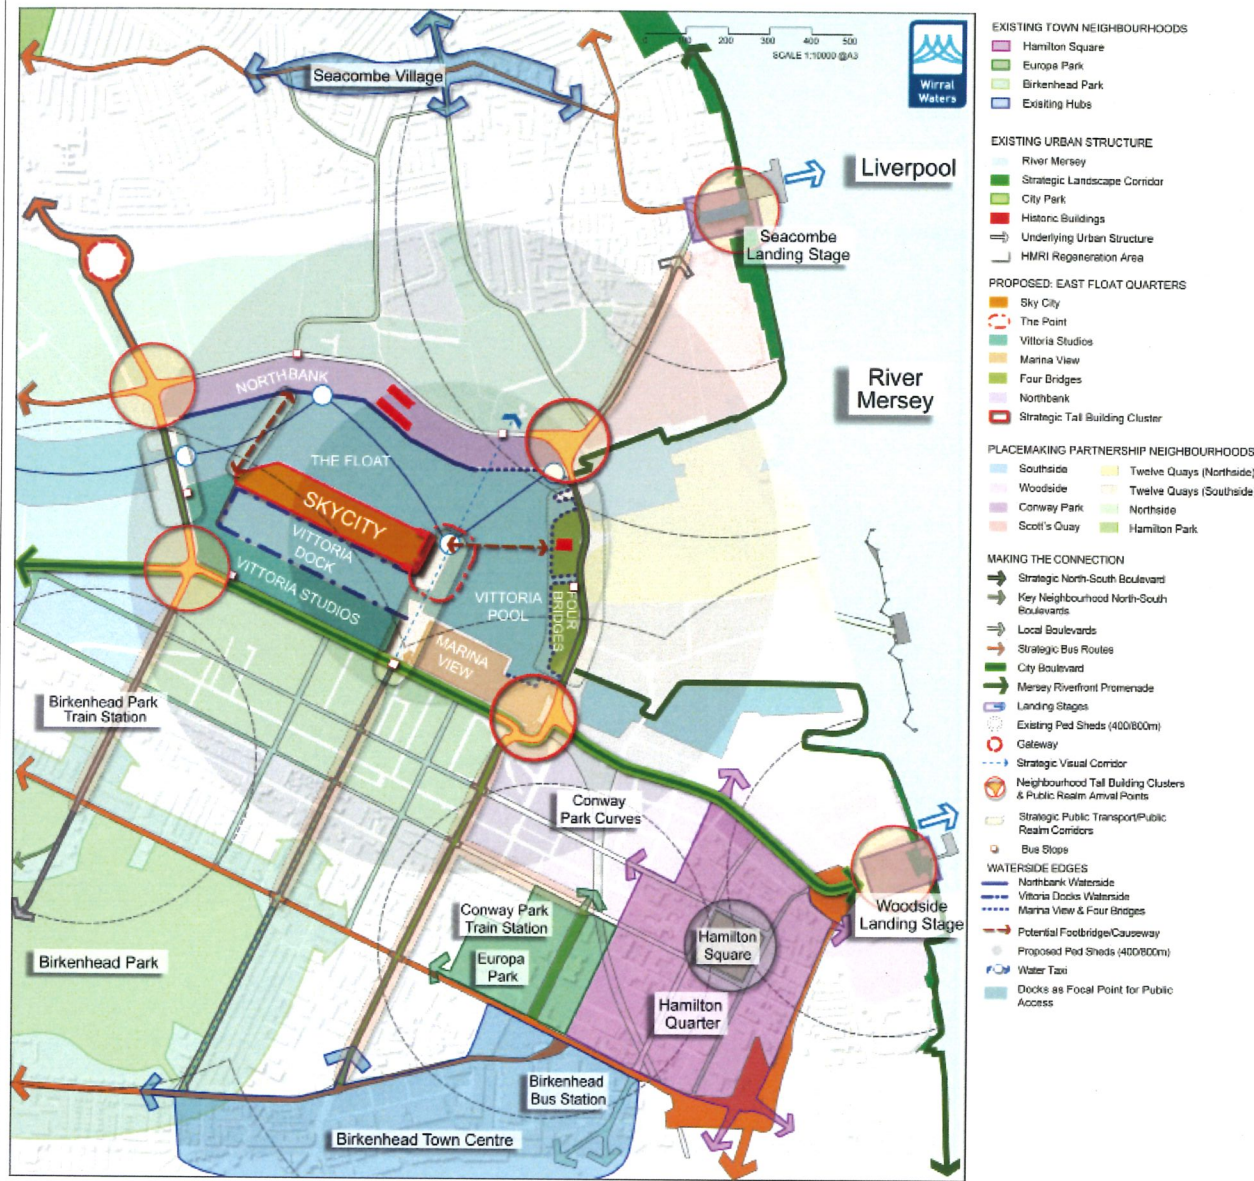 Seacombe Village
100 200 300 400 500
SCALE 1:10000 @A3
Wirral
Waters
Liverpool
Seacombe
Landing Stage
River
Mersey
NORTHBANK
THE FLOAT
SKYCITY
VITTORIA
DOCK
VITTORIA STUDIOS
VITTORIA
POOL
FOUR
BRIDGES
MARINA
VIEW
Birkenhead Park
Train Station
Conway
Park Curves
Conway Park
Train Station
Europa
Park
Hamilton
Square
Woodside
Landing Stage
Birkenhead Park
Hamilton
Quarter
Birkenhead
Bus Station
Birkenhead Town Centre
EXISTING TOWN NEIGHBOURHOODS
Hamilton Square
Europa Park
Birkenhead Park
Exisiting Hubs
EXISTING URBAN STRUCTURE
River Mersey
Strategic Landscape Corridor
City Park
Historic Buildings
Underlying Urban Structure
HMRI Regeneration Area
PROPOSED: EAST FLOAT QUARTERS
Sky City
The Point
Vittoria Studios
Marina View
Four Bridges
Northbank
Strategic Tall Building Cluster
PLACEMAKING PARTNERSHIP NEIGHBOURHOODS
Southside
Twelve Quays (Northside)
Woodside
Twelve Quays (Southside
Conway Park
Northside
Scott's Quay
Hamilton Park
MAKING THE CONNECTION
Strategic North-South Boulevard
Key Neighbourhood North-South
Boulevards
Local Boulevards
Strategic Bus Routes
City Boulevard
Mersey Riverfront Promenade
Landing Stages
Existing Ped Sheds (400/800m)
Gateway
Strategic Visual Corridor
Neighbourhood Tall Building Clusters
& Public Realm Arrival Points
Strategic Public Transport/Public
Realm Corridors
Bus Stops
WATERSIDE EDGES
Northbank Waterside
Vittoria Docks Waterside
Marina View & Four Bridges
Potential Footbridge/Causeway
Proposed Ped Sheds (400/800m)
Water Taxi
Docks as Focal Point for Public
Access